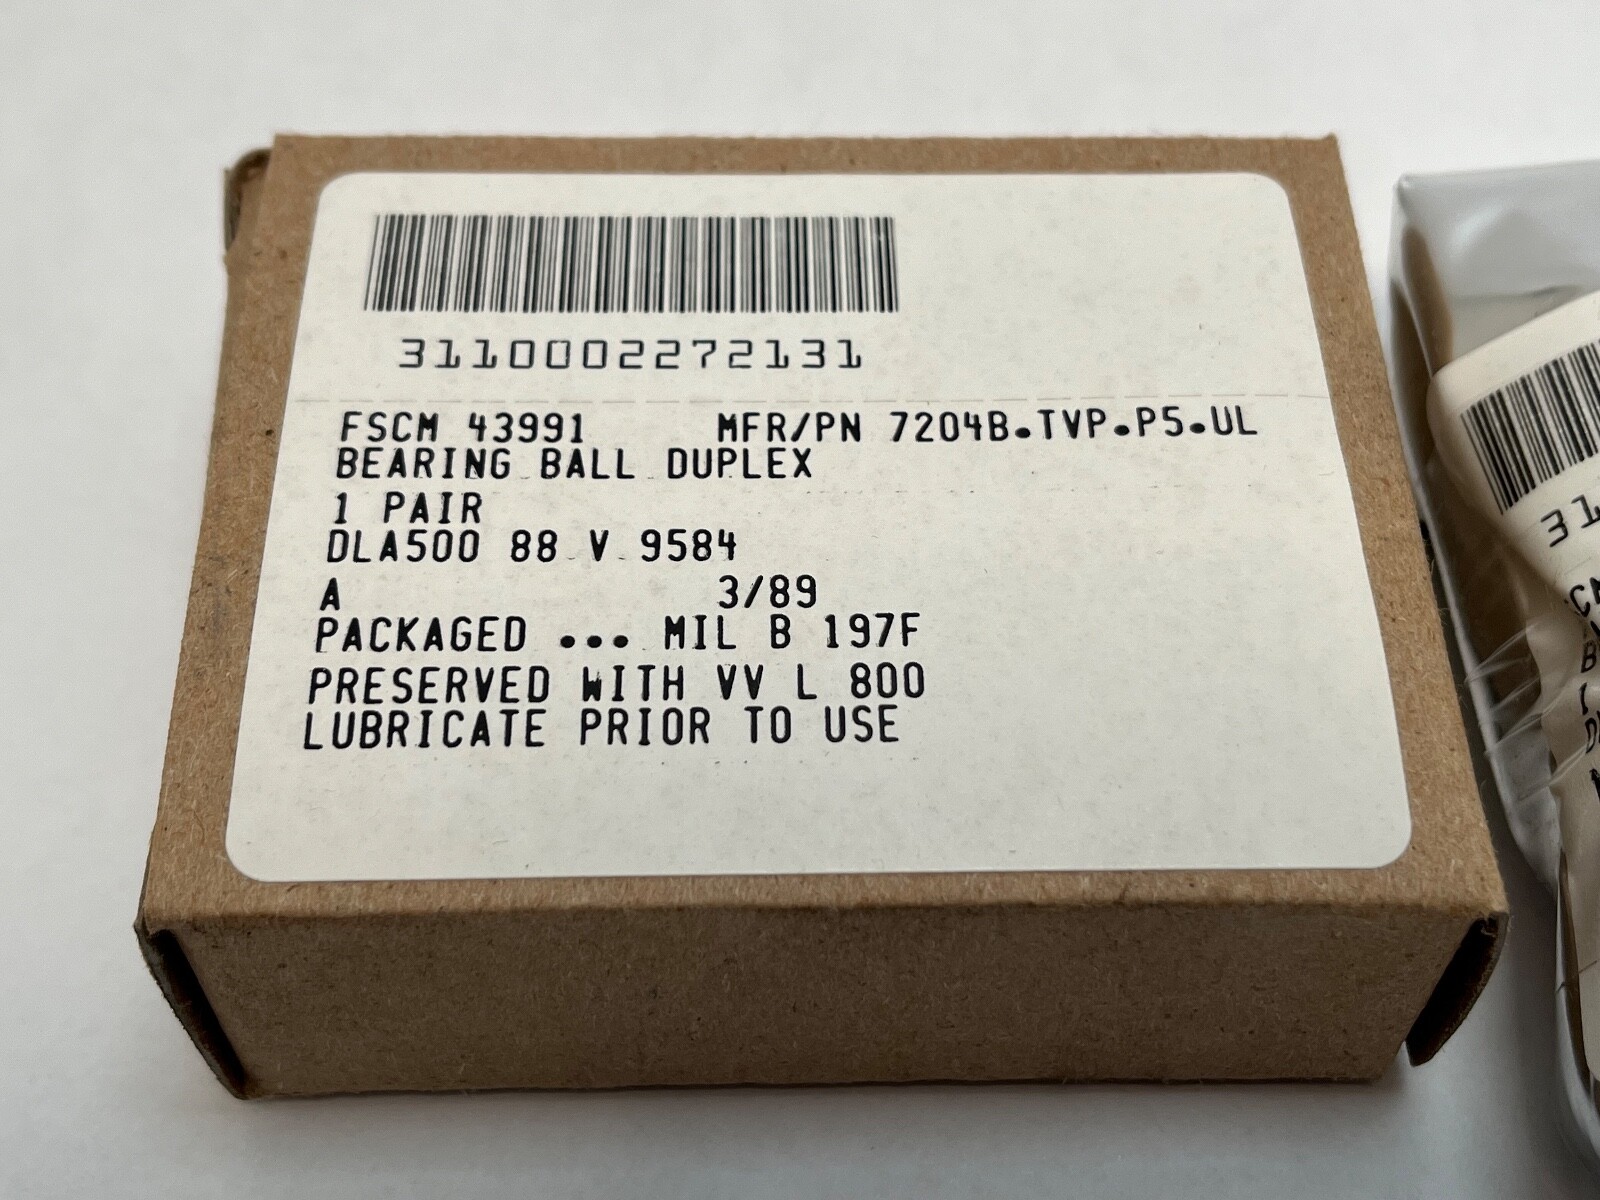 3110002272131
FSCM 43991 MFR/PN 7204B.TVP.P5.UL
BEARING BALL DUPLEX
1 PAIR
DLA500 88 V 9584
A 3/89
PACKAGED ... MIL B 197F
PRESERVED WITH VV L 800
LUBRICATE PRIOR TO USE
31